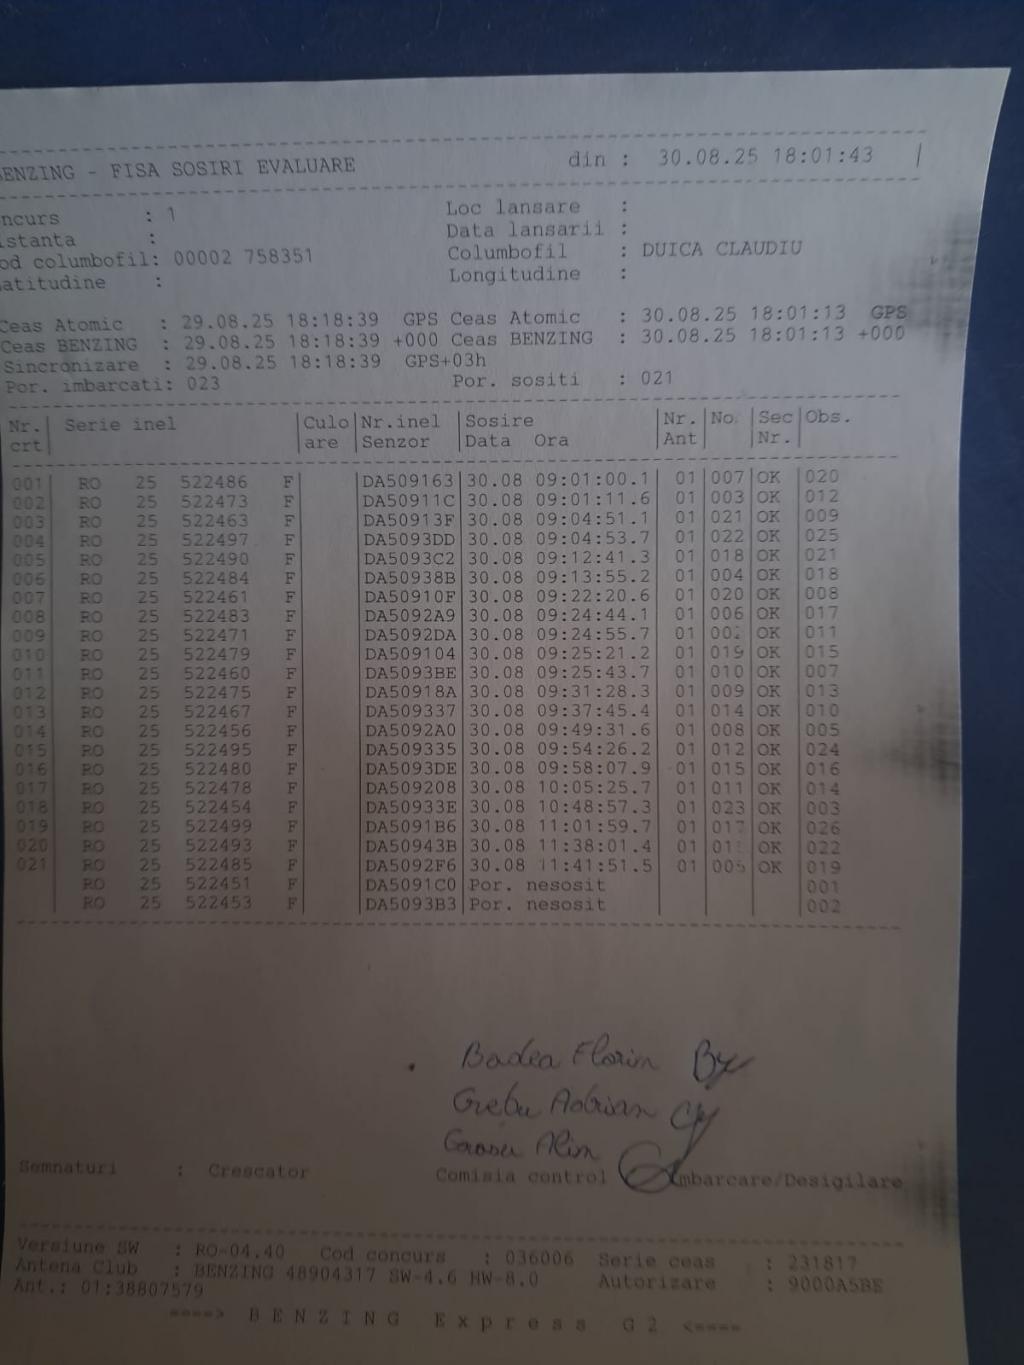 ENZING - FISA SOSIRI EVALUARE din : 30.08.25 18:01:43 |
ncurs : 1 Loc lansare :
istanta : Data lansarii :
od columbofil: 00002 758351 Columbofil : DUICA CLAUDIU
atitudine : Longitudine :
Ceas Atomic : 29.08.25 18:18:39 GPS Ceas Atomic : 30.08.25 18:01:13 GPS
Ceas BENZING : 29.08.25 18:18:39 +000 Ceas BENZING : 30.08.25 18:01:13 +000
Sincronizare : 29.08.25 18:18:39 GPS+03h
Por. imbarcati: 023 Por. sositi : 021
Nr. | Serie inel | Culo | Nr.inel | Sosire | Nr. | No. | Sec | Obs.
crt | are | Senzor | Data Ora | Ant | Nr. |
001 RO 25 522486 F DA509163 30.08 09:01:00.1 01 007 OK 020
002 RO 25 522473 F DA50911C 30.08 09:01:11.6 01 003 OK 012
003 RO 25 522463 F DA50913F 30.08 09:04:51.1 01 021 OK 009
004 RO 25 522497 F DA5093DD 30.08 09:04:53.7 01 022 OK 025
005 RO 25 522490 F DA5093C2 30.08 09:12:41.3 01 018 OK 021
006 RO 25 522484 F DA50938B 30.08 09:13:55.2 01 004 OK 018
007 RO 25 522461 F DA50910F 30.08 09:22:20.6 01 020 OK 008
008 RO 25 522483 F DA5092A9 30.08 09:24:44.1 01 006 OK 017
009 RO 25 522471 F DA5092DA 30.08 09:24:55.7 01 002 OK 011
010 RO 25 522479 F DA509104 30.08 09:25:21.2 01 019 OK 015
011 RO 25 522460 F DA5093BE 30.08 09:25:43.7 01 010 OK 007
012 RO 25 522475 F DA50918A 30.08 09:31:28.3 01 009 OK 013
013 RO 25 522467 F DA509337 30.08 09:37:45.4 01 014 OK 010
014 RO 25 522456 F DA5092A0 30.08 09:49:31.6 01 008 OK 005
015 RO 25 522495 F DA509335 30.08 09:54:26.2 01 012 OK 024
016 RO 25 522480 F DA5093DE 30.08 09:58:07.9 01 015 OK 016
017 RO 25 522478 F DA509208 30.08 10:05:25.7 01 011 OK 014
018 RO 25 522454 F DA50933E 30.08 10:48:57.3 01 023 OK 003
019 RO 25 522499 F DA5091B6 30.08 11:01:59.7 01 017 OK 026
020 RO 25 522493 F DA50943B 30.08 11:38:01.4 01 OK 022
021 RO 25 522485 F DA5092F6 30.08 11:41:51.5 01 005 OK 019
RO 25 522451 F DA5091C0 Por. nesosit 001
RO 25 522453 F DA5093B3 Por. nesosit 002
Badea Florin
Grebu Adrian
Alin
Semnaturi : Crescator Comisia control mbarcare/Desigilare
Versiune SW : RO-04.40 Cod concurs : 036006 Serie ceas : 231817
Antena Club : BENZING 48904317 SW-4.6 HW-8.0 Autorizare : 9000A5BE
Ant.: 01:38807579
====> B E N Z I N G E x p r e s s G 2 <====